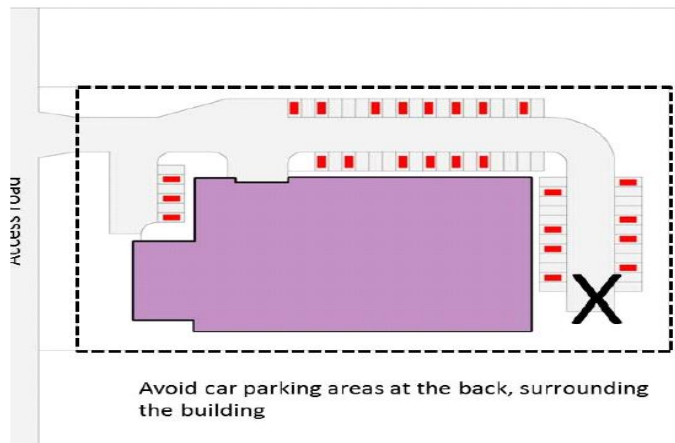 Access road
X
Avoid car parking areas at the back, surrounding
the building